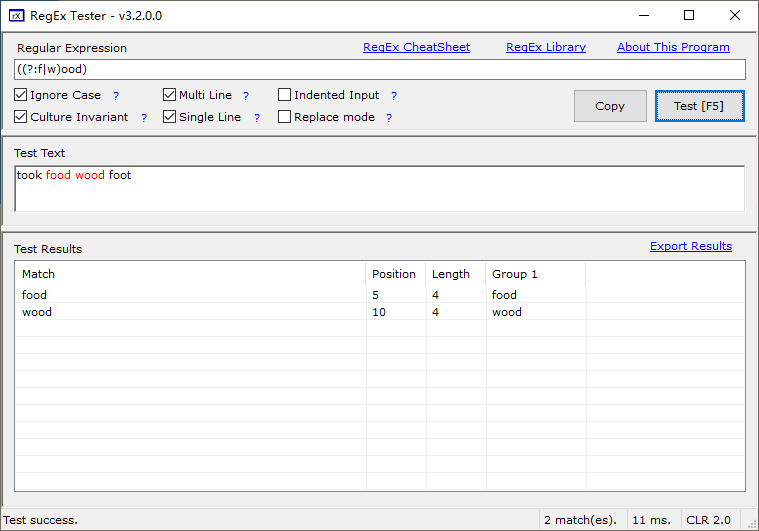 RegEx Tester - v3.2.0.0
Regular Expression RegEx CheatSheet RegEx Library About This Program
((?:f|w)ood)
Ignore Case ? Multi Line ? Indented Input ?
Culture Invariant ? Single Line ? Replace mode ?
Copy Test [F5]
Test Text
took food wood foot
Test Results Export Results
Match Position Length Group 1
food 5 4 food
wood 10 4 wood
Test success. 2 match(es). 11 ms. CLR 2.0